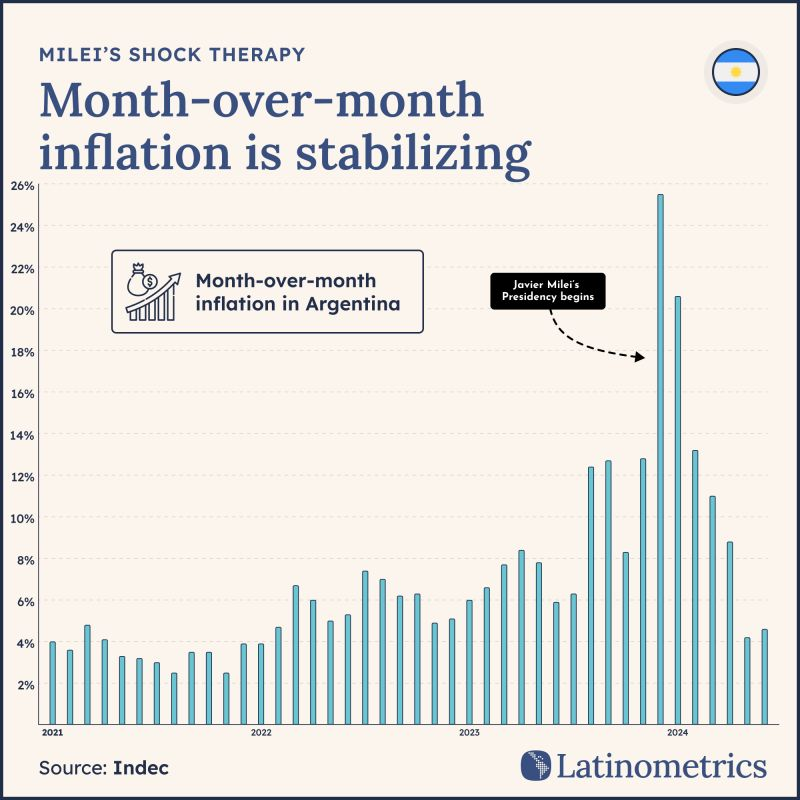 MILEI’S SHOCK THERAPY
Month-over-month
inflation is stabilizing
26%
24%
22%
20%
18%
16%
14%
12%
10%
8%
6%
4%
2%
$
Month-over-month
inflation in Argentina
Javier Milei’s
Presidency begins
2021
2022
2023
2024
Source: Indec
Latinometrics